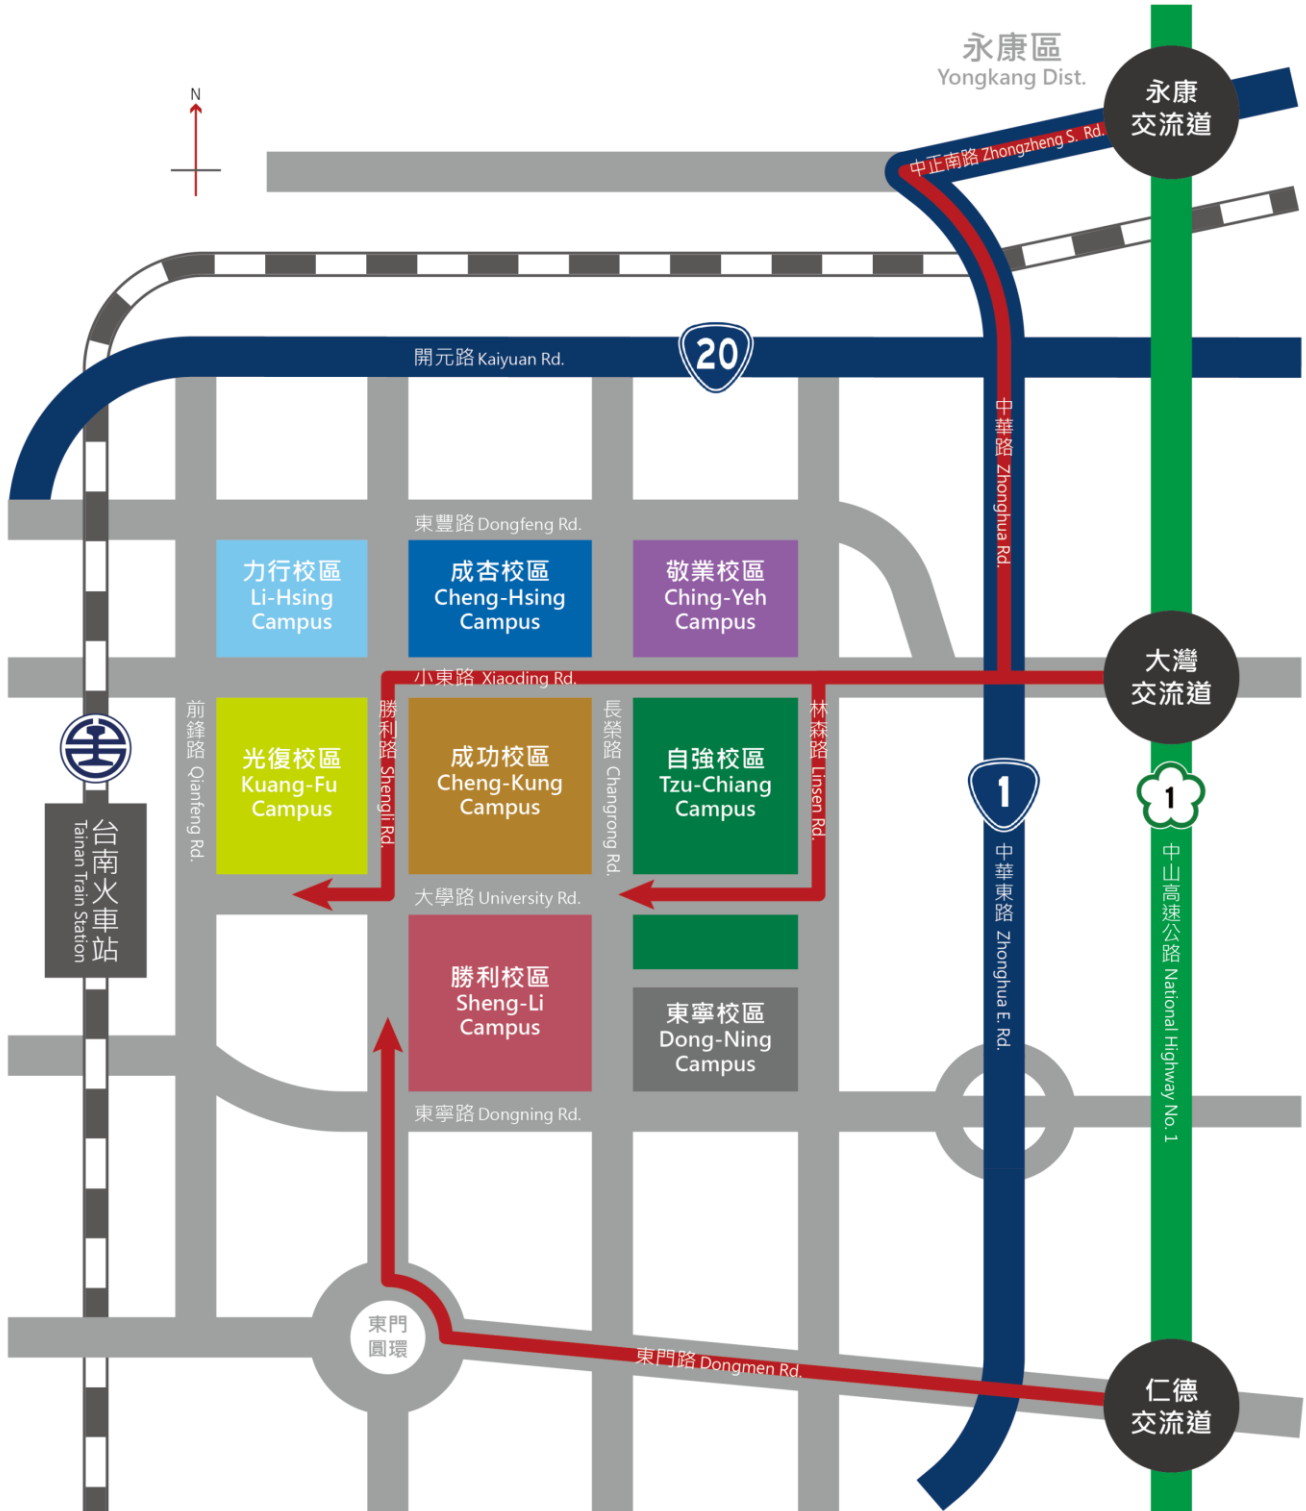 永康區
Yongkang Dist.
永康
交流道
N
中正南路 Zhongzheng S. Rd.
20
開元路 Kaiyuan Rd.
中華路 Zhonghua Rd.
東豐路 Dongfeng Rd.
力行校區
Li-Hsing
Campus
成杏校區
Cheng-Hsing
Campus
敬業校區
Ching-Yeh
Campus
小東路 Xiaoding Rd.
大灣
交流道
前鋒路 Qianfeng Rd.
勝利路 Shengli Rd.
長榮路 Changrong Rd.
林森路 Linsen Rd.
光復校區
Kuang-Fu
Campus
成功校區
Cheng-Kung
Campus
自強校區
Tzu-Chiang
Campus
1
1
台南火車站
Tainan Train Station
大學路 University Rd.
中華東路 Zhonghua E. Rd.
中山高速公路 National Highway No. 1
勝利校區
Sheng-Li
Campus
東寧校區
Dong-Ning
Campus
東寧路 Dongning Rd.
東門
圓環
東門路 Dongmen Rd.
仁德
交流道